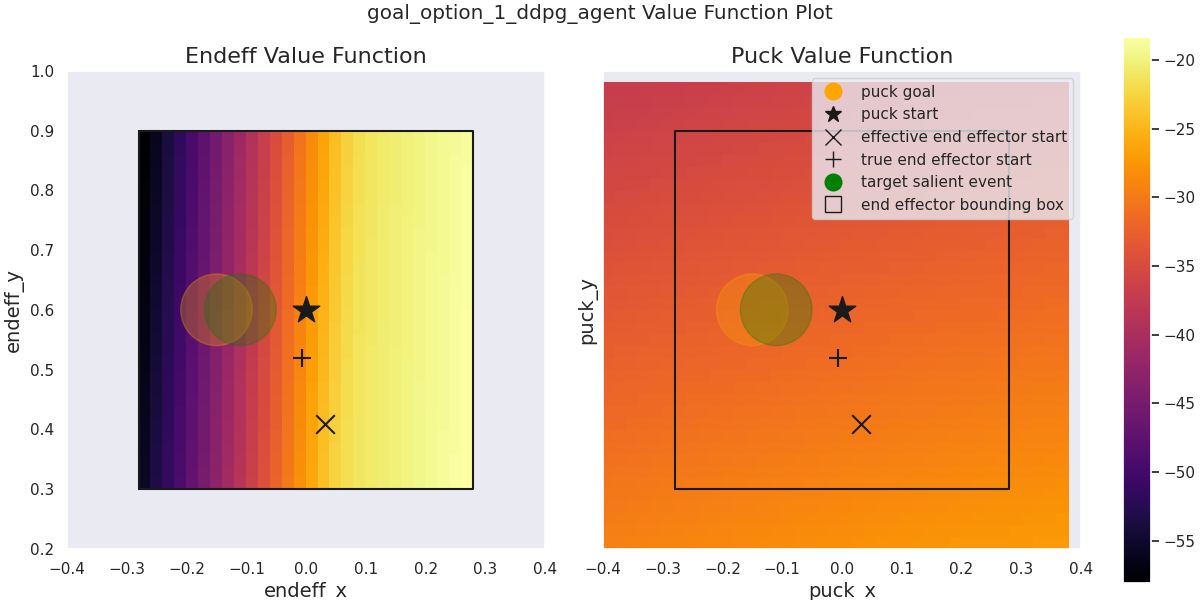 goal_option_1_ddpg_agent Value Function Plot
Endeff Value Function
endeff_y
1.0
0.9
0.8
0.7
0.6
0.5
0.4
0.3
0.2
−0.4 −0.3 −0.2 −0.1 0.0 0.1 0.2 0.3 0.4
endeff_x
Puck Value Function
puck_y
puck goal
puck start
effective end effector start
true end effector start
target salient event
end effector bounding box
−0.4 −0.3 −0.2 −0.1 0.0 0.1 0.2 0.3 0.4
puck_x
−20
−25
−30
−35
−40
−45
−50
−55